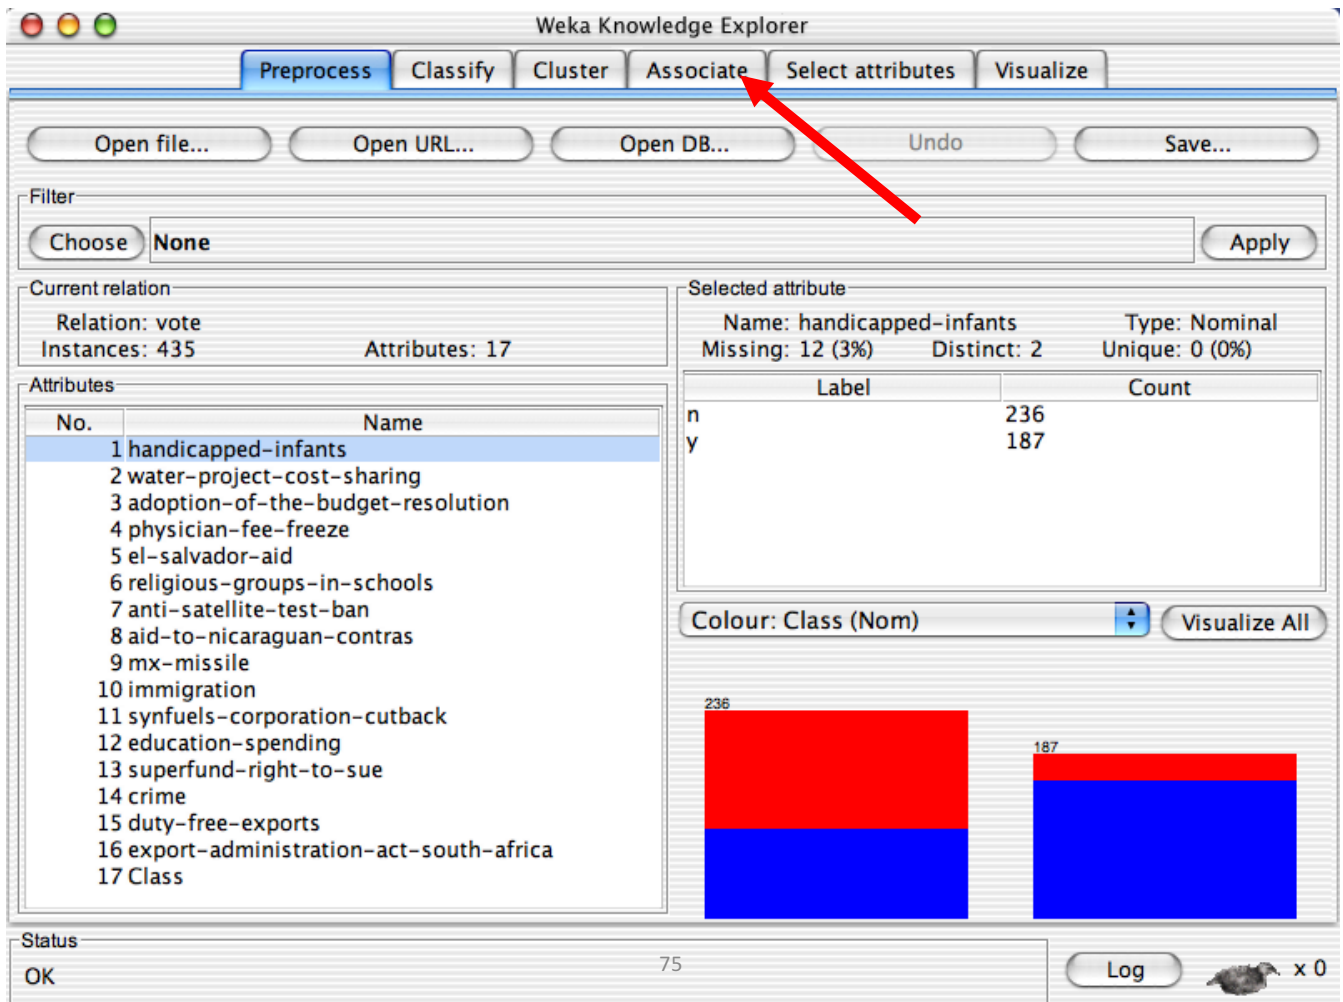 Weka Knowledge Explorer
Preprocess Classify Cluster Associate Select attributes Visualize
Open file... Open URL... Open DB... Undo Save...
Filter
Choose None Apply
Current relation
Relation: vote
Instances: 435 Attributes: 17
Selected attribute
Name: handicapped-infants Type: Nominal
Missing: 12 (3%) Distinct: 2 Unique: 0 (0%)
Label Count
n 236
y 187
Attributes
No. Name
1 handicapped-infants
2 water-project-cost-sharing
3 adoption-of-the-budget-resolution
4 physician-fee-freeze
5 el-salvador-aid
6 religious-groups-in-schools
7 anti-satellite-test-ban
8 aid-to-nicaraguan-contras
9 mx-missile
10 immigration
11 synfuels-corporation-cutback
12 education-spending
13 superfund-right-to-sue
14 crime
15 duty-free-exports
16 export-administration-act-south-africa
17 Class
Colour: Class (Nom) Visualize All
236
187
Status
OK
75
Log x 0